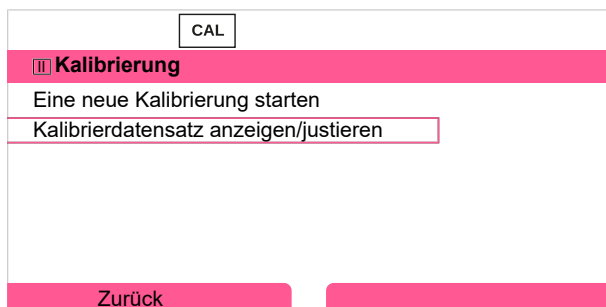 CAL
Kalibrierung
Eine neue Kalibrierung starten
Kalibrierdatensatz anzeigen/justieren
Zurück